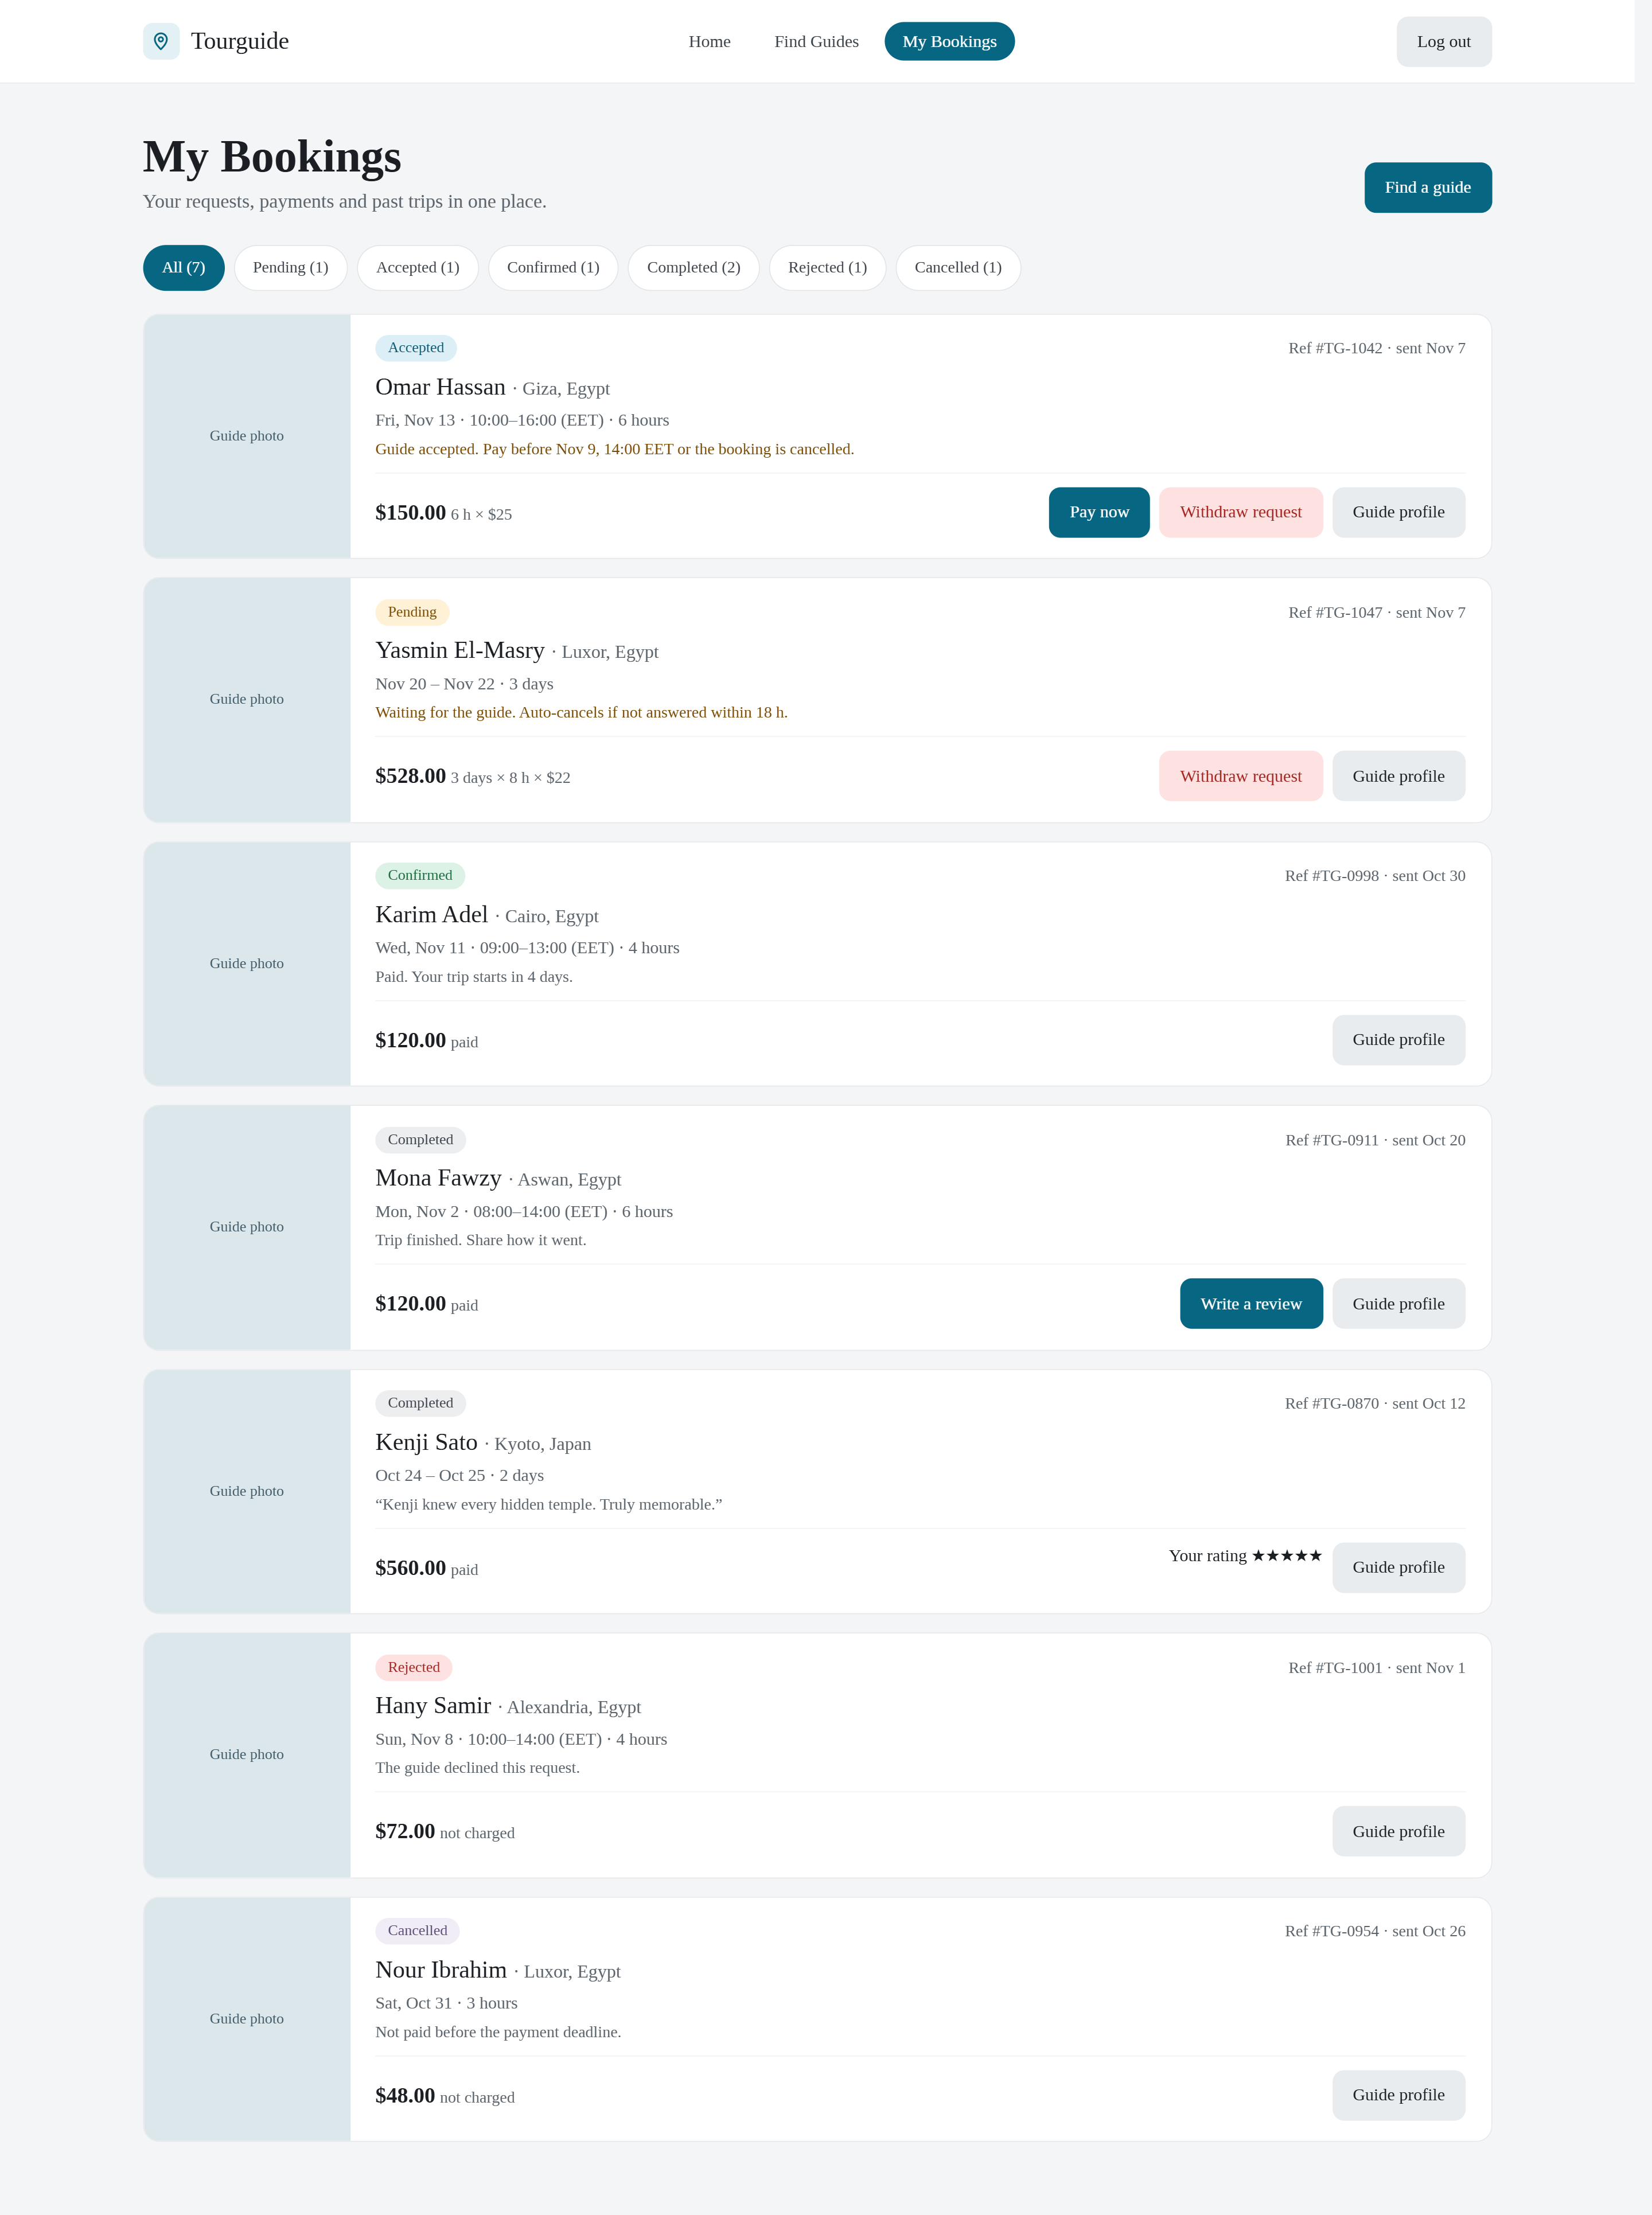 Tourguide
Home
Find Guides
My Bookings
Log out
My Bookings
Your requests, payments and past trips in one place.
Find a guide
All (7)
Pending (1)
Accepted (1)
Confirmed (1)
Completed (2)
Rejected (1)
Cancelled (1)
Guide photo
Accepted
Ref #TG-1042 · sent Nov 7
Omar Hassan · Giza, Egypt
Fri, Nov 13 · 10:00–16:00 (EET) · 6 hours
Guide accepted. Pay before Nov 9, 14:00 EET or the booking is cancelled.
$150.00 6 h × $25
Pay now
Withdraw request
Guide profile
Guide photo
Pending
Ref #TG-1047 · sent Nov 7
Yasmin El-Masry · Luxor, Egypt
Nov 20 – Nov 22 · 3 days
Waiting for the guide. Auto-cancels if not answered within 18 h.
$528.00 3 days × 8 h × $22
Withdraw request
Guide profile
Guide photo
Confirmed
Ref #TG-0998 · sent Oct 30
Karim Adel · Cairo, Egypt
Wed, Nov 11 · 09:00–13:00 (EET) · 4 hours
Paid. Your trip starts in 4 days.
$120.00 paid
Guide profile
Guide photo
Completed
Ref #TG-0911 · sent Oct 20
Mona Fawzy · Aswan, Egypt
Mon, Nov 2 · 08:00–14:00 (EET) · 6 hours
Trip finished. Share how it went.
$120.00 paid
Write a review
Guide profile
Guide photo
Completed
Ref #TG-0870 · sent Oct 12
Kenji Sato · Kyoto, Japan
Oct 24 – Oct 25 · 2 days
“Kenji knew every hidden temple. Truly memorable.”
$560.00 paid
Your rating ★★★★★
Guide profile
Guide photo
Rejected
Ref #TG-1001 · sent Nov 1
Hany Samir · Alexandria, Egypt
Sun, Nov 8 · 10:00–14:00 (EET) · 4 hours
The guide declined this request.
$72.00 not charged
Guide profile
Guide photo
Cancelled
Ref #TG-0954 · sent Oct 26
Nour Ibrahim · Luxor, Egypt
Sat, Oct 31 · 3 hours
Not paid before the payment deadline.
$48.00 not charged
Guide profile